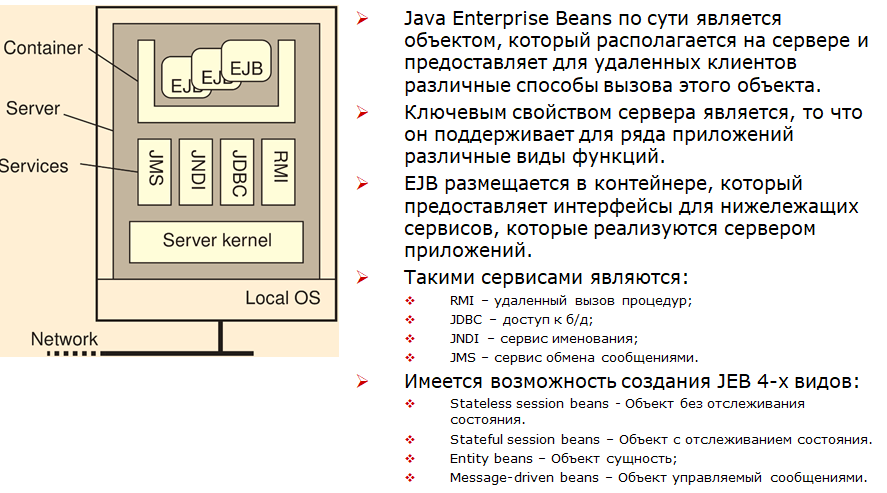 Container
Server
Services
EJB
EJB
EJB
JMS
JNDI
JDBC
RMI
Server kernel
Local OS
Network
Java Enterprise Beans по сути является
объектом, который располагается на сервере и
предоставляет для удаленных клиентов
различные способы вызова этого объекта.
Ключевым свойством сервера является, то что
он поддерживает для ряда приложений
различные виды функций.
EJB размещается в контейнере, который
предоставляет интерфейсы для нижележащих
сервисов, которые реализуются сервером
приложений.
Такими сервисами являются:
RMI – удаленный вызов процедур;
JDBC – доступ к б/д;
JNDI – сервис именования;
JMS – сервис обмена сообщениями.
Имеется возможность создания JEB 4-х видов:
Stateless session beans - Объект без отслеживания
состояния.
Stateful session beans – Объект с отслеживанием состояния.
Entity beans – Объект сущность;
Message-driven beans – Объект управляемый сообщениями.